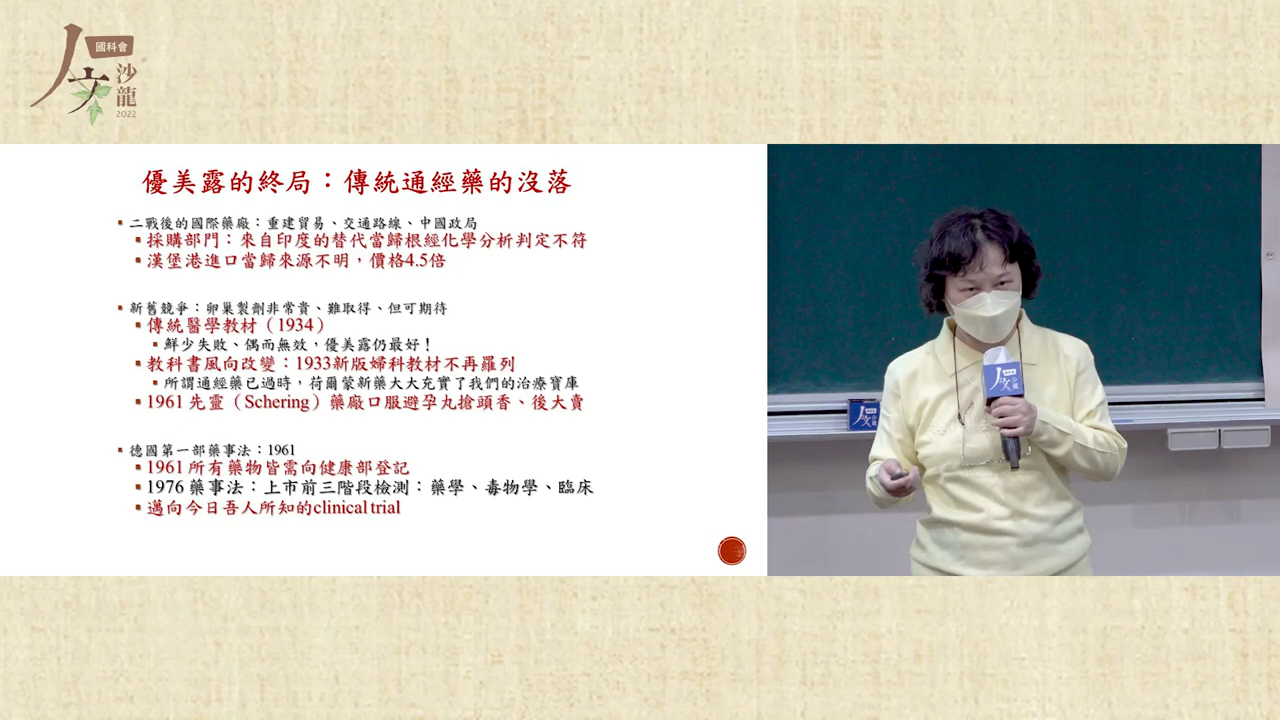 國科會
人文
沙龍
2022
優美露的終局：傳統通經藥的沒落
二戰後的國際藥廠：重建貿易、交通路線、中國政局
採購部門：來自印度的替代當歸根經化學分析判定不符
漢堡港進口當歸來源不明，價格4.5倍
新舊競爭：卵巢製劑非常貴、難取得、但可期待
傳統醫學教材（1934）
鮮少失敗、偶而無效，優美露仍最好！
教科書風向改變：1933新版婦科教材不再羅列
所謂通經藥已過時，荷爾蒙新藥大大充實了我們的治療寶庫
1961 先靈（Schering）藥廠口服避孕丸搶頭香、後大賣
德國第一部藥事法：1961
1961 所有藥物皆需向健康部登記
1976 藥事法：上市前三階段檢測：藥學、毒物學、臨床
邁向今日吾人所知的clinical trial
人文
沙龍
人文
沙龍